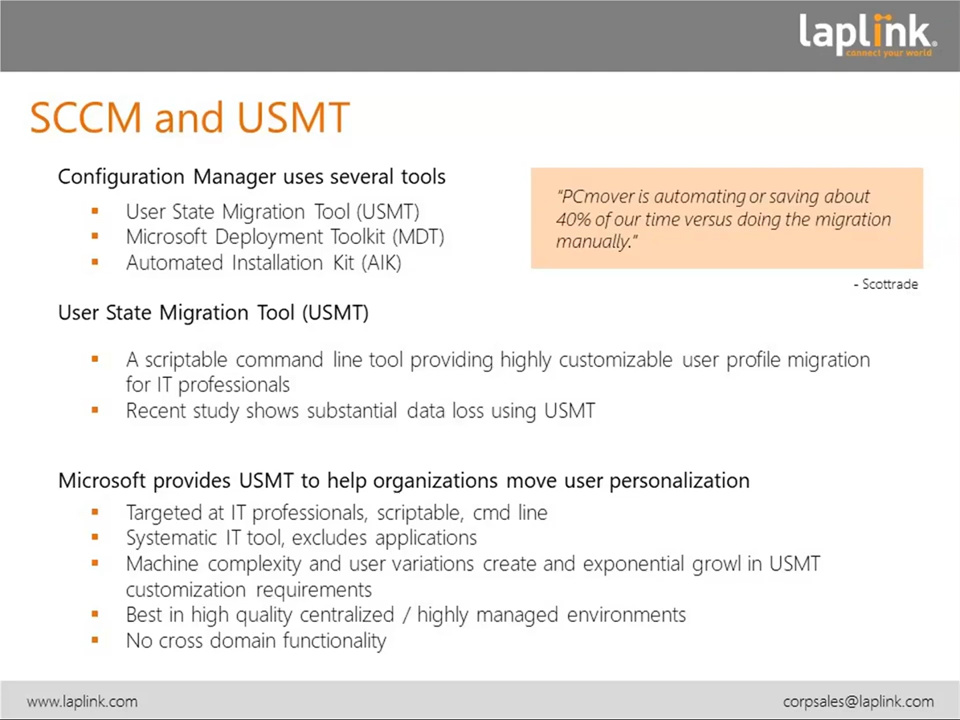 laplink.
connect your world
SCCM and USMT
Configuration Manager uses several tools
User State Migration Tool (USMT)
Microsoft Deployment Toolkit (MDT)
Automated Installation Kit (AIK)
"PCmover is automating or saving about
40% of our time versus doing the migration
manually."
- Scottrade
User State Migration Tool (USMT)
A scriptable command line tool providing highly customizable user profile migration
for IT professionals
Recent study shows substantial data loss using USMT
Microsoft provides USMT to help organizations move user personalization
Targeted at IT professionals, scriptable, cmd line
Systematic IT tool, excludes applications
Machine complexity and user variations create and exponential growl in USMT
customization requirements
Best in high quality centralized / highly managed environments
No cross domain functionality
www.laplink.com
corpsales@laplink.com